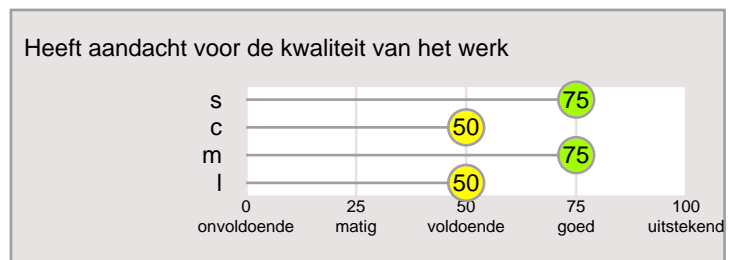 Heeft aandacht voor de kwaliteit van het werk
s 75
c 50
m 75
l 50
0 25 50 75 100
onvoldoende matig voldoende goed uitstekend